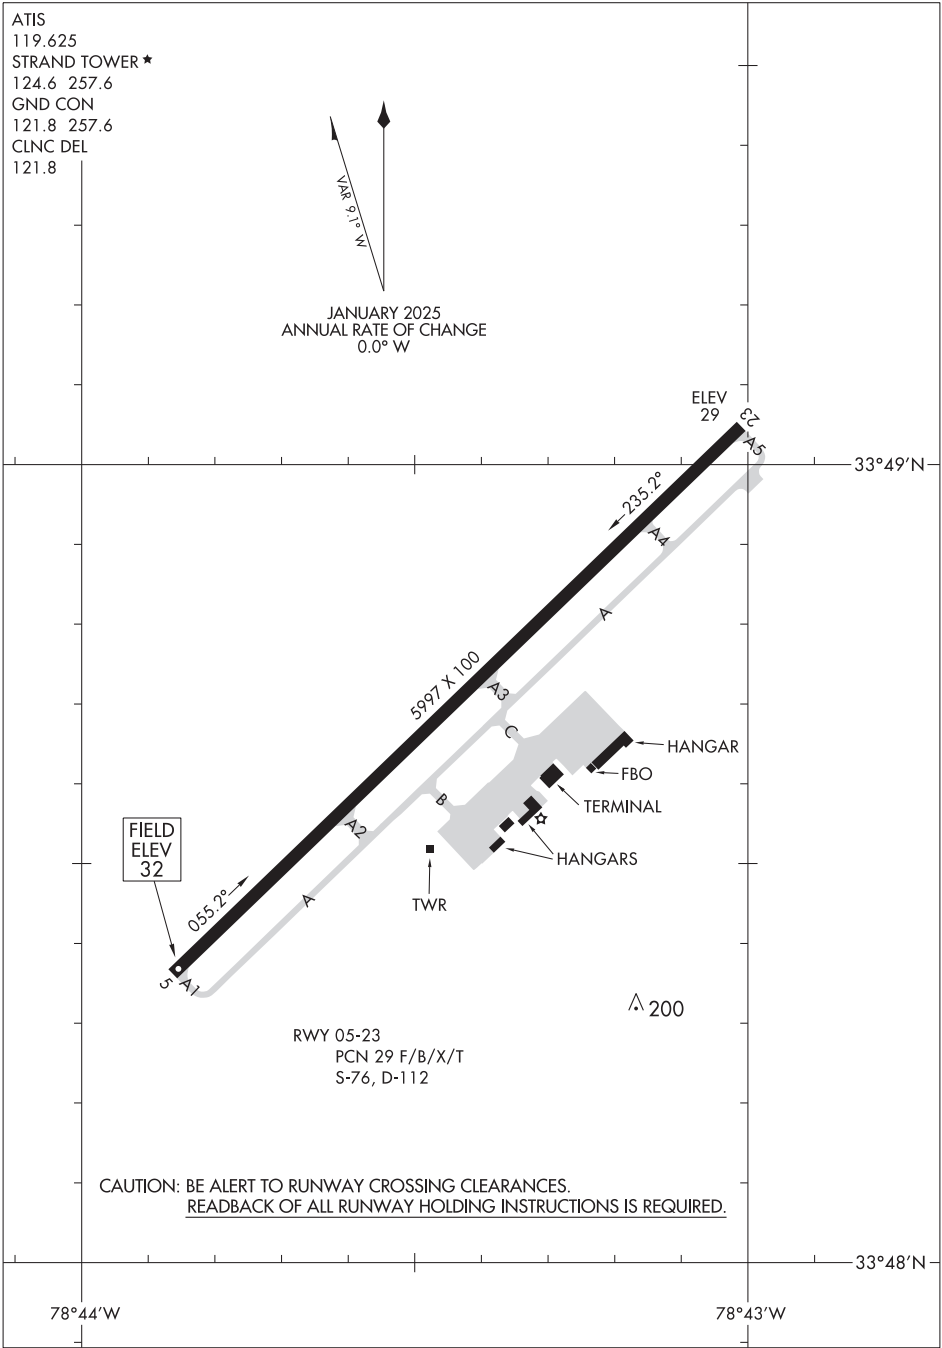 ATIS
119.625
STRAND TOWER ★
124.6 257.6
GND CON
121.8 257.6
CLNC DEL
121.8
VAR 9.1° W
JANUARY 2025
ANNUAL RATE OF CHANGE
0.0° W
ELEV
29
23
A5
33°49'N
235.2°
A4
A
5997 X 100
A3
C
HANGAR
FBO
TERMINAL
B
A2
HANGARS
FIELD
ELEV
32
TWR
A
055.2°
5
A1
200
RWY 05-23
PCN 29 F/B/X/T
S-76, D-112
CAUTION: BE ALERT TO RUNWAY CROSSING CLEARANCES.
READBACK OF ALL RUNWAY HOLDING INSTRUCTIONS IS REQUIRED.
33°48'N
78°44'W
78°43'W